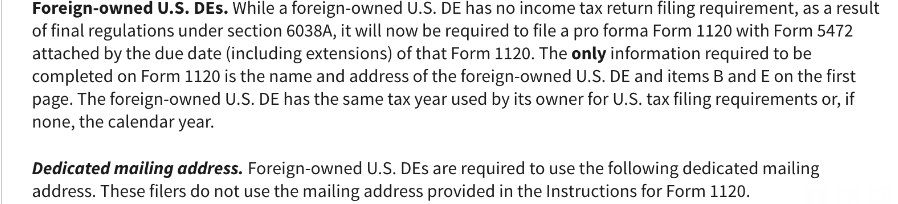 Foreign-owned U.S. DEs. While a foreign-owned U.S. DE has no income tax return filing requirement, as a result
of final regulations under section 6038A, it will now be required to file a pro forma Form 1120 with Form 5472
attached by the due date (including extensions) of that Form 1120. The only information required to be
completed on Form 1120 is the name and address of the foreign-owned U.S. DE and items B and E on the first
page. The foreign-owned U.S. DE has the same tax year used by its owner for U.S. tax filing requirements or, if
none, the calendar year.
Dedicated mailing address. Foreign-owned U.S. DEs are required to use the following dedicated mailing
address. These filers do not use the mailing address provided in the Instructions for Form 1120.